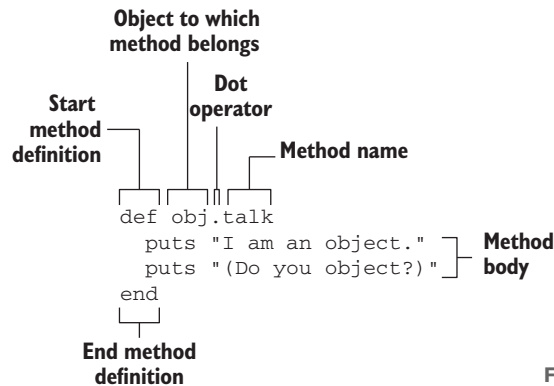 Object to which
method belongs
Dot
operator
Start
method
definition
Method name
def obj.talk
puts "I am an object."
puts "(Do you object?)"
end
Method
body
End method
definition
F